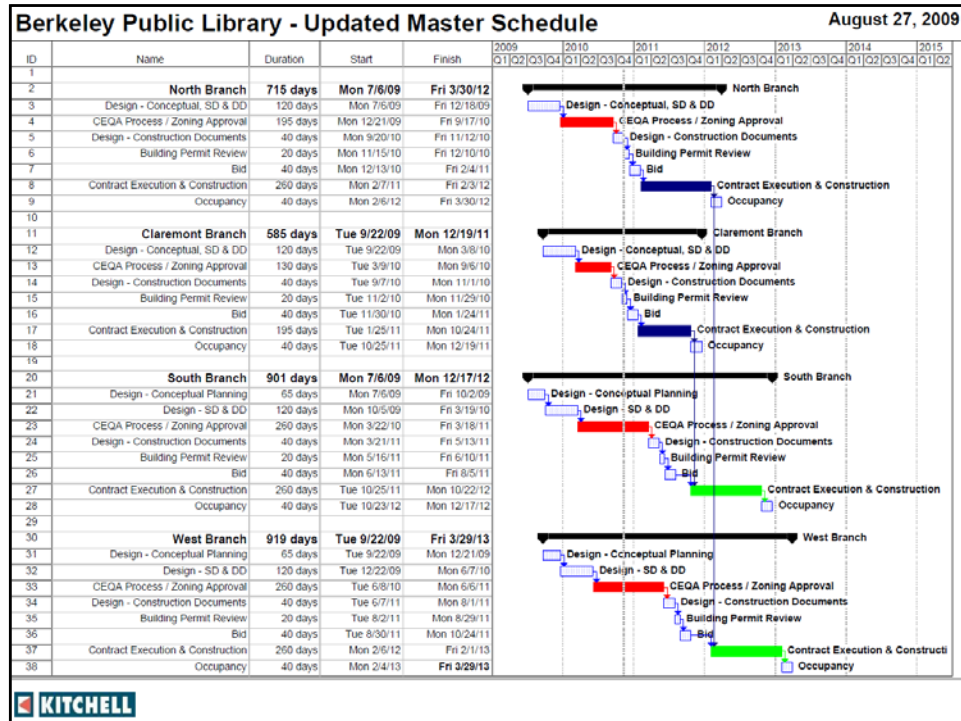 Berkeley Public Library - Updated Master Schedule August 27, 2009
2009 2010 2011 2012 2013 2014 2015
ID Name Duration Start Finish Q1 Q2 Q3 Q4 Q1 Q2 Q3 Q4 Q1 Q2 Q3 Q4 Q1 Q2 Q3 Q4 Q1 Q2 Q3 Q4 Q1 Q2 Q3 Q4 Q1 Q2
1
2 North Branch 715 days Mon 7/6/09 Fri 3/30/12 North Branch
3 Design - Conceptual, SD & DD 120 days Mon 7/6/09 Fri 12/18/09 Design - Conceptual, SD & DD
4 CEQA Process / Zoning Approval 195 days Mon 12/21/09 Fri 9/17/10 CEQA Process / Zoning Approval
5 Design - Construction Documents 40 days Mon 9/20/10 Fri 11/12/10 Design - Construction Documents
6 Building Permit Review 20 days Mon 11/15/10 Fri 12/10/10 Building Permit Review
7 Bid 40 days Mon 12/13/10 Fri 2/4/11 Bid
8 Contract Execution & Construction 260 days Mon 2/7/11 Fri 2/3/12 Contract Execution & Construction
9 Occupancy 40 days Mon 2/6/12 Fri 3/30/12 Occupancy
10
11 Claremont Branch 585 days Tue 9/22/09 Mon 12/19/11 Claremont Branch
12 Design - Conceptual, SD & DD 120 days Tue 9/22/09 Mon 3/8/10 Design - Conceptual, SD & DD
13 CEQA Process / Zoning Approval 130 days Tue 3/9/10 Mon 9/6/10 CEQA Process / Zoning Approval
14 Design - Construction Documents 40 days Tue 9/7/10 Mon 11/1/10 Design - Construction Documents
15 Building Permit Review 20 days Tue 11/2/10 Mon 11/29/10 Building Permit Review
16 Bid 40 days Tue 11/30/10 Mon 1/24/11 Bid
17 Contract Execution & Construction 195 days Tue 1/25/11 Mon 10/24/11 Contract Execution & Construction
18 Occupancy 40 days Tue 10/25/11 Mon 12/19/11 Occupancy
19
20 South Branch 901 days Mon 7/6/09 Mon 12/17/12 South Branch
21 Design - Conceptual Planning 65 days Mon 7/6/09 Fri 10/2/09 Design - Conceptual Planning
22 Design - SD & DD 120 days Mon 10/5/09 Fri 3/19/10 Design - SD & DD
23 CEQA Process / Zoning Approval 260 days Mon 3/22/10 Fri 3/18/11 CEQA Process / Zoning Approval
24 Design - Construction Documents 40 days Mon 3/21/11 Fri 5/13/11 Design - Construction Documents
25 Building Permit Review 20 days Mon 5/16/11 Fri 6/10/11 Building Permit Review
26 Bid 40 days Mon 6/13/11 Fri 8/5/11 Bid
27 Contract Execution & Construction 260 days Tue 10/25/11 Mon 10/22/12 Contract Execution & Construction
28 Occupancy 40 days Tue 10/23/12 Mon 12/17/12 Occupancy
29
30 West Branch 919 days Tue 9/22/09 Fri 3/29/13 West Branch
31 Design - Conceptual Planning 65 days Tue 9/22/09 Mon 12/21/09 Design - Conceptual Planning
32 Design - SD & DD 120 days Tue 12/22/09 Mon 6/7/10 Design - SD & DD
33 CEQA Process / Zoning Approval 260 days Tue 6/8/10 Mon 6/6/11 CEQA Process / Zoning Approval
34 Design - Construction Documents 40 days Tue 6/7/11 Mon 8/1/11 Design - Construction Documents
35 Building Permit Review 20 days Tue 8/2/11 Mon 8/29/11 Building Permit Review
36 Bid 40 days Tue 8/30/11 Mon 10/24/11 Bid
37 Contract Execution & Construction 260 days Mon 2/6/12 Fri 2/1/13 Contract Execution & Constructi
38 Occupancy 40 days Mon 2/4/13 Fri 3/29/13 Occupancy
KITCHELL